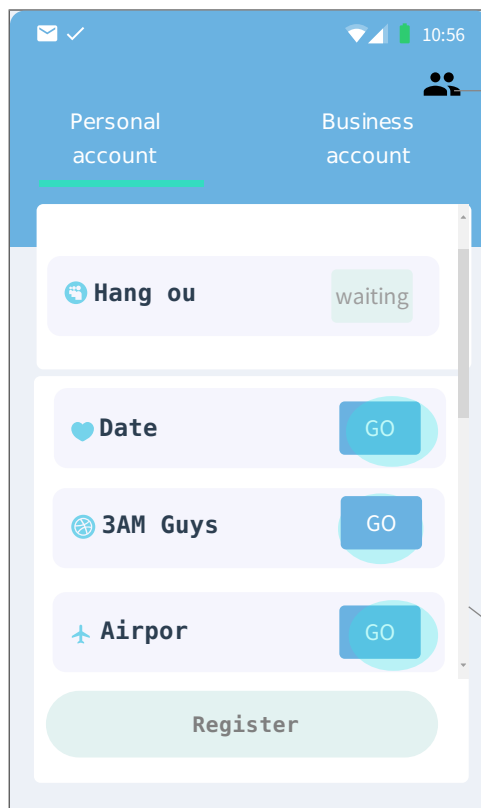 10:56
Personal
account
Business
account
Hang ou
waiting
Date
GO
3AM Guys
GO
Airpor
GO
Register